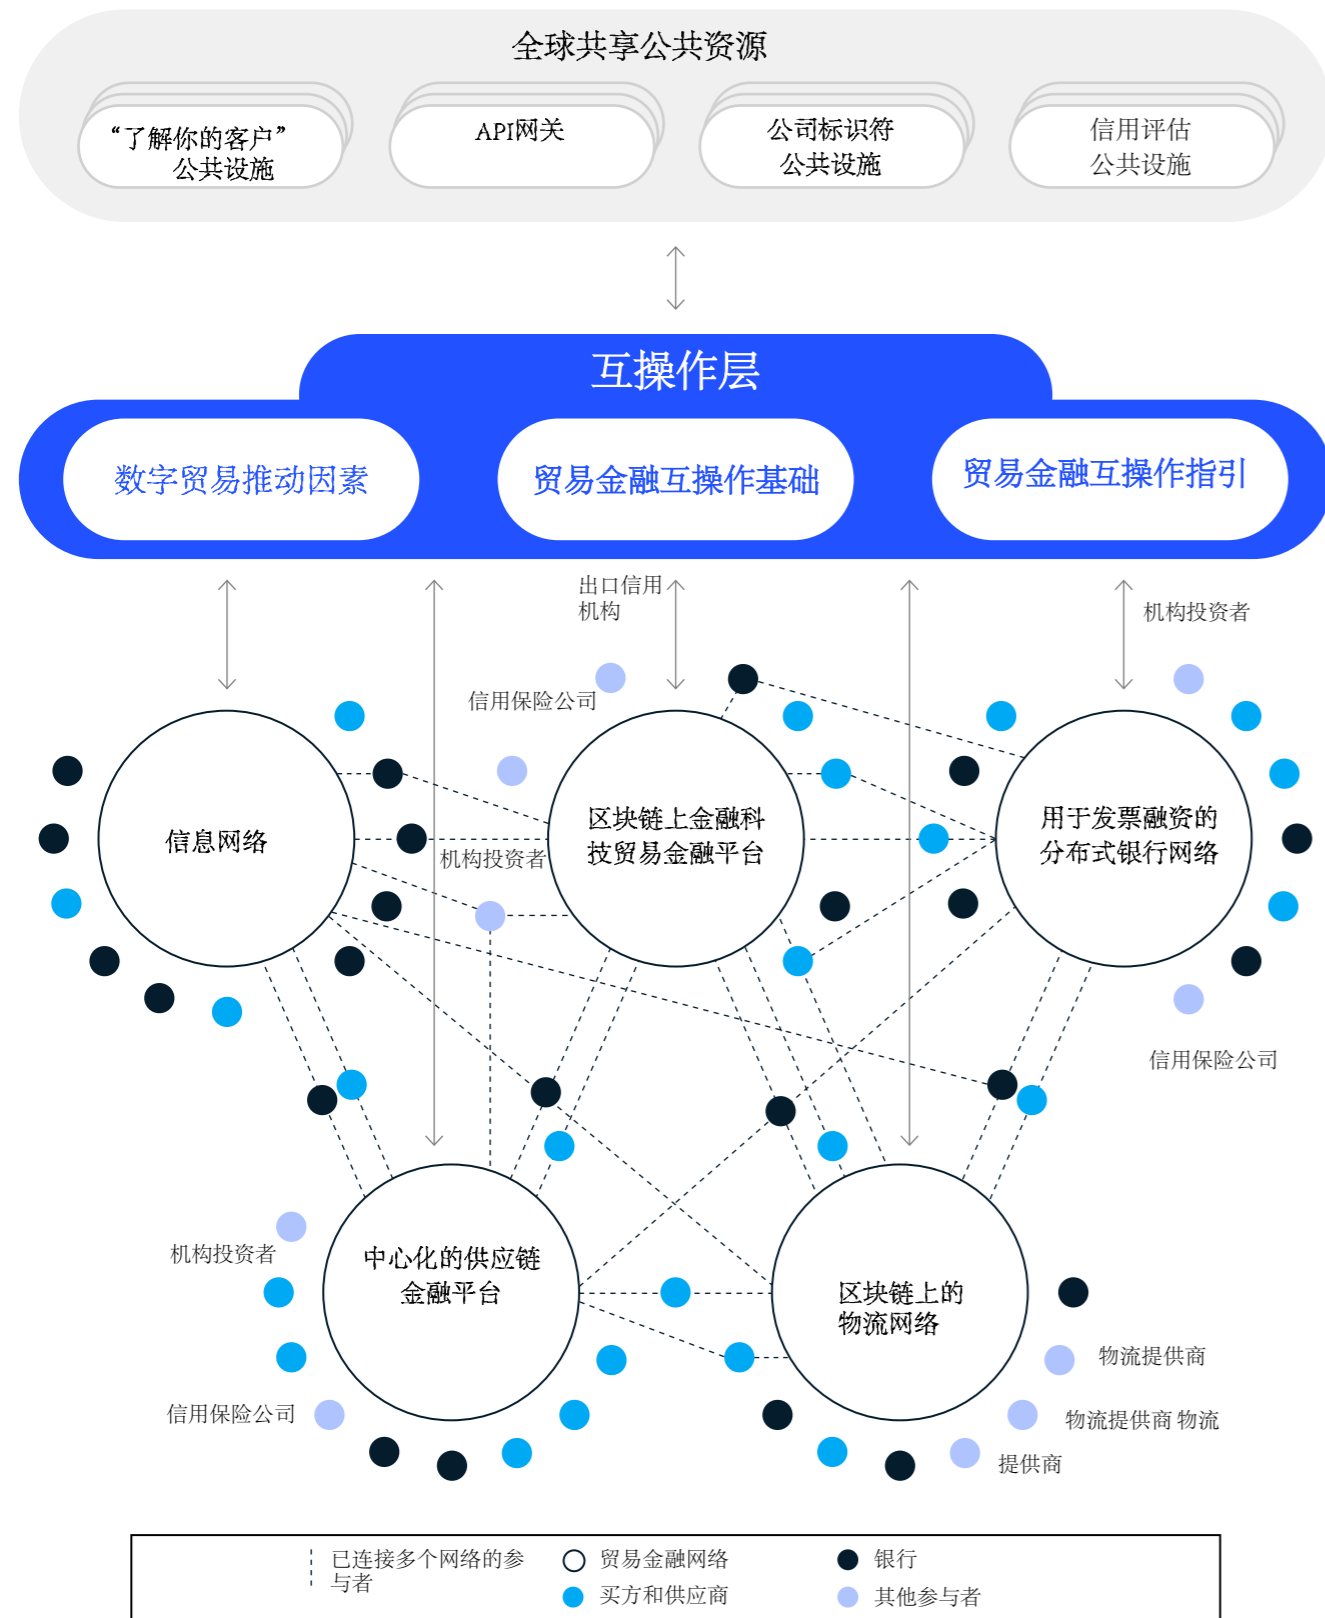 全球共享公共资源
“了解你的客户”
公共设施
API网关
公司标识符
公共设施
信用评估
公共设施
互操作层
数字贸易推动因素
贸易金融互操作基础
贸易金融互操作指引
出口信用
机构
机构投资者
信用保险公司
信息网络
区块链上金融科
技贸易金融平台
用于发票融资的
分布式银行网络
机构投资者
信用保险公司
机构投资者
中心化的供应链
金融平台
区块链上的
物流网络
物流提供商
信用保险公司
物流提供商 物流
提供商
已连接多个网络的参
与者
贸易金融网络
银行
买方和供应商
其他参与者